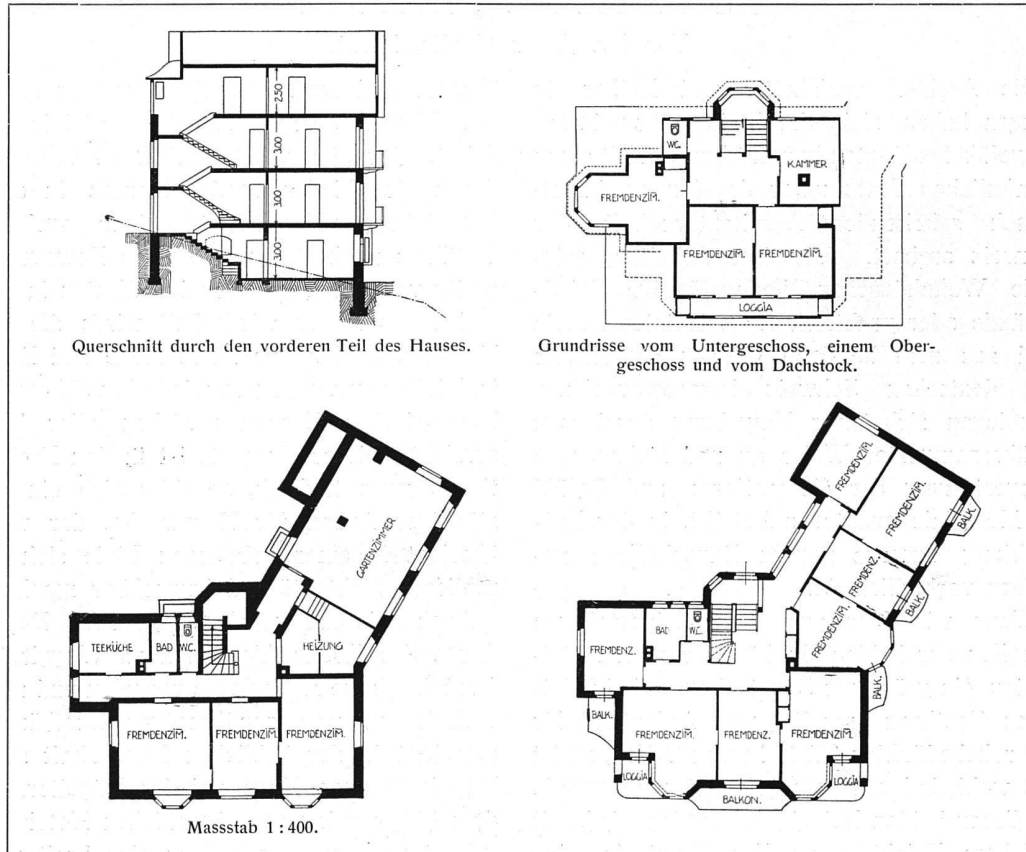 2.50
3.00
3.00
3.00
Querschnitt durch den vorderen Teil des Hauses.
W.C.
KAMMER
FREMDENZIM.
FREMDENZIM.
FREMDENZIM.
LOGGIA
Grundrisse vom Untergeschoss, einem Ober-
geschoss und vom Dachstock.
GARTENZIMMER
TEEKÜCHE
BAD
W.C.
HEIZUNG
FREMDENZIM.
FREMDENZIM.
FREMDENZIM.
Massstab 1 : 400.
FREMDENZIM.
FREMDENZIM.
BALK.
FREMDENZ.
BALK.
FREMDENZIM.
BAD
W.C.
FREMDENZ.
BALK.
BALK.
FREMDENZIM.
FREMDENZ.
FREMDENZIM.
LOGGIA
LOGGIA
BALKON.